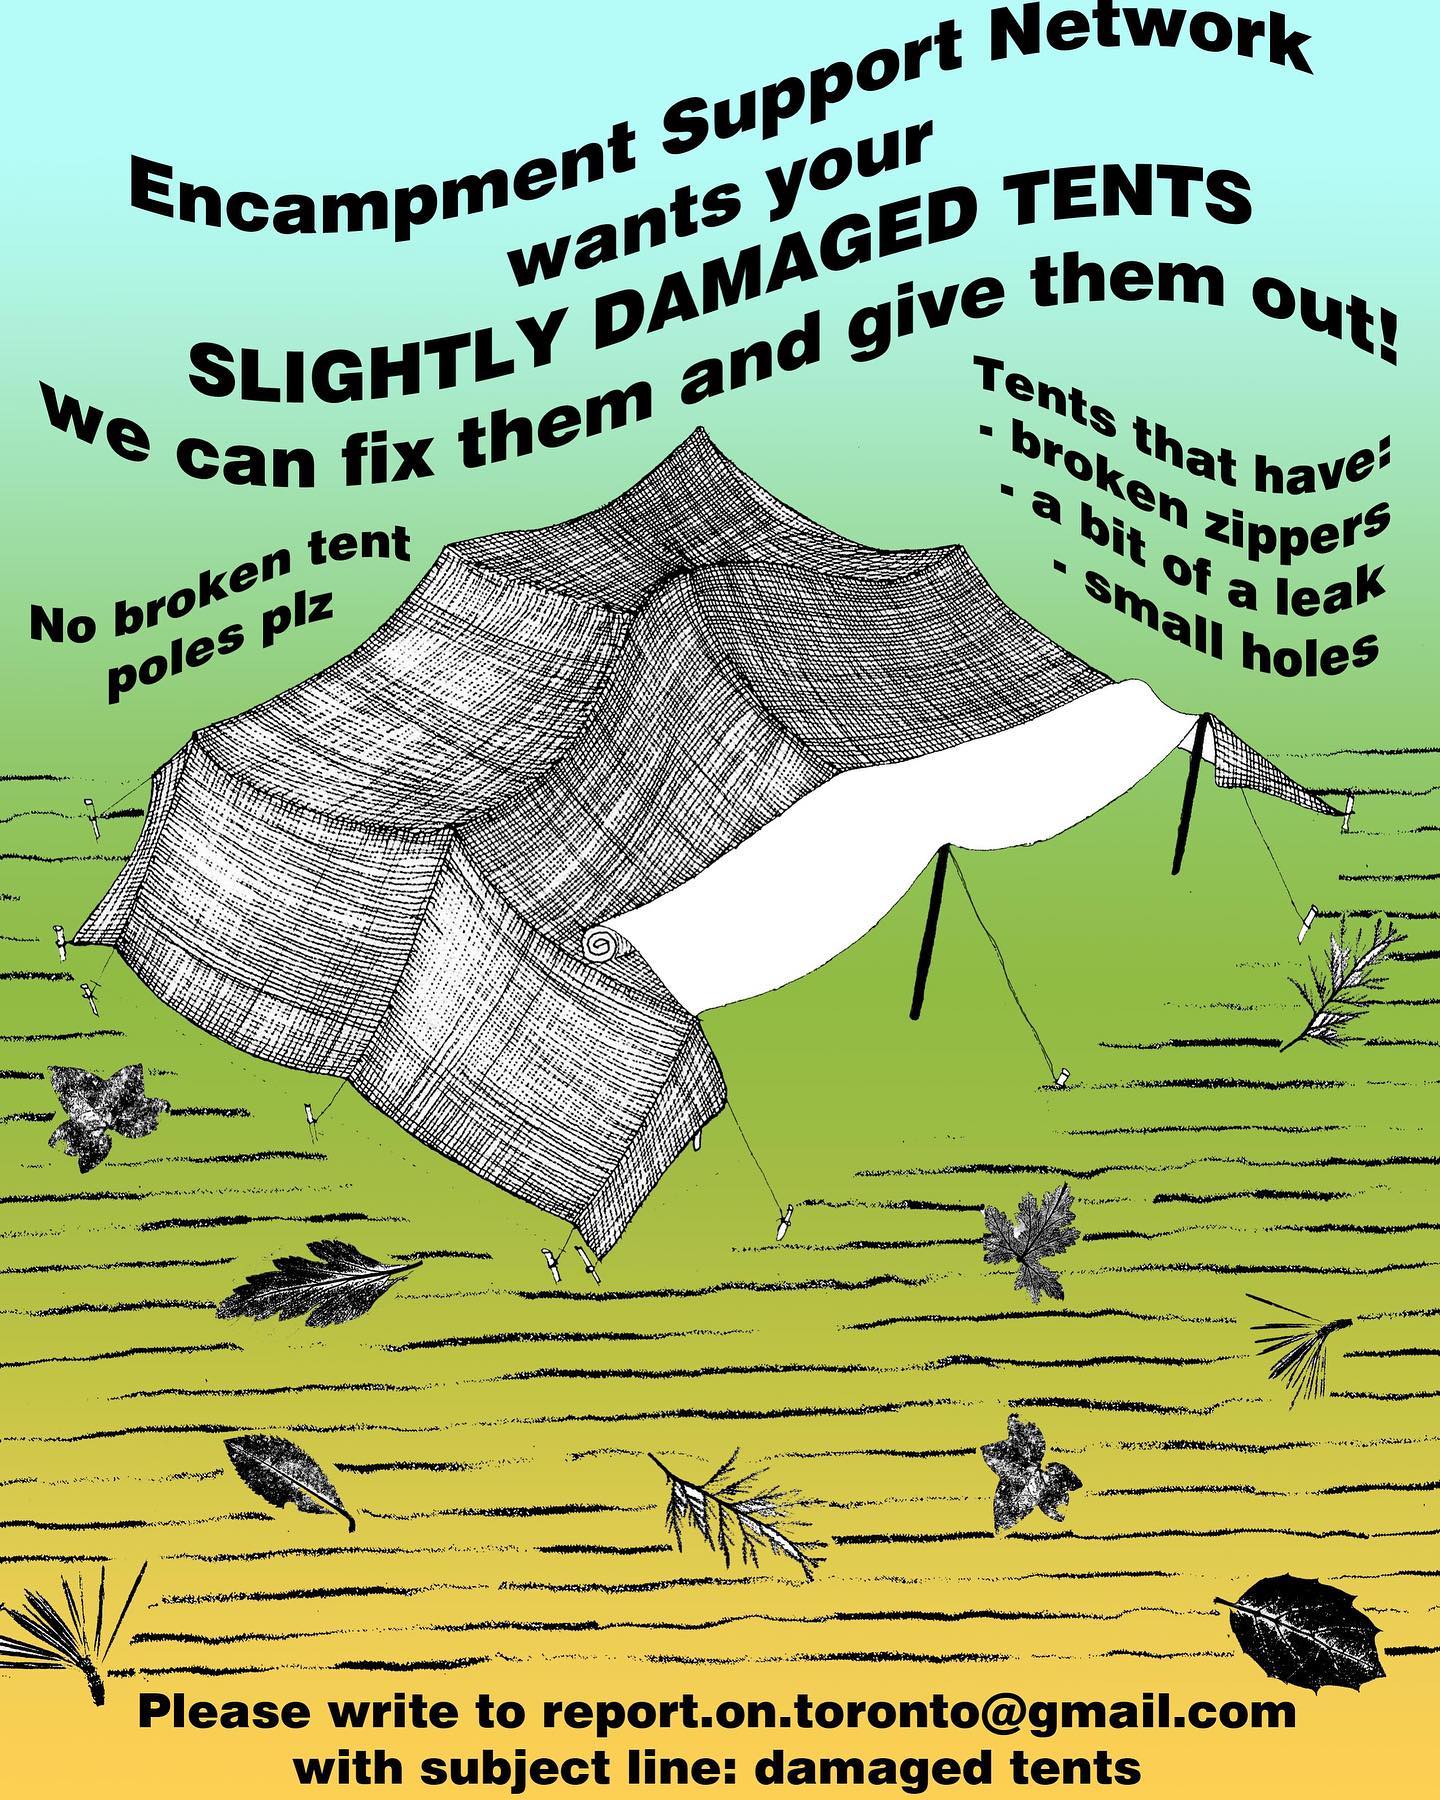 Encampment Support Network
wants your
SLIGHTLY DAMAGED TENTS
we can fix them and give them out!
Tents that have:
- broken zippers
- a bit of a leak
- small holes
No broken tent
poles plz
Please write to report.on.toronto@gmail.com
with subject line: damaged tents